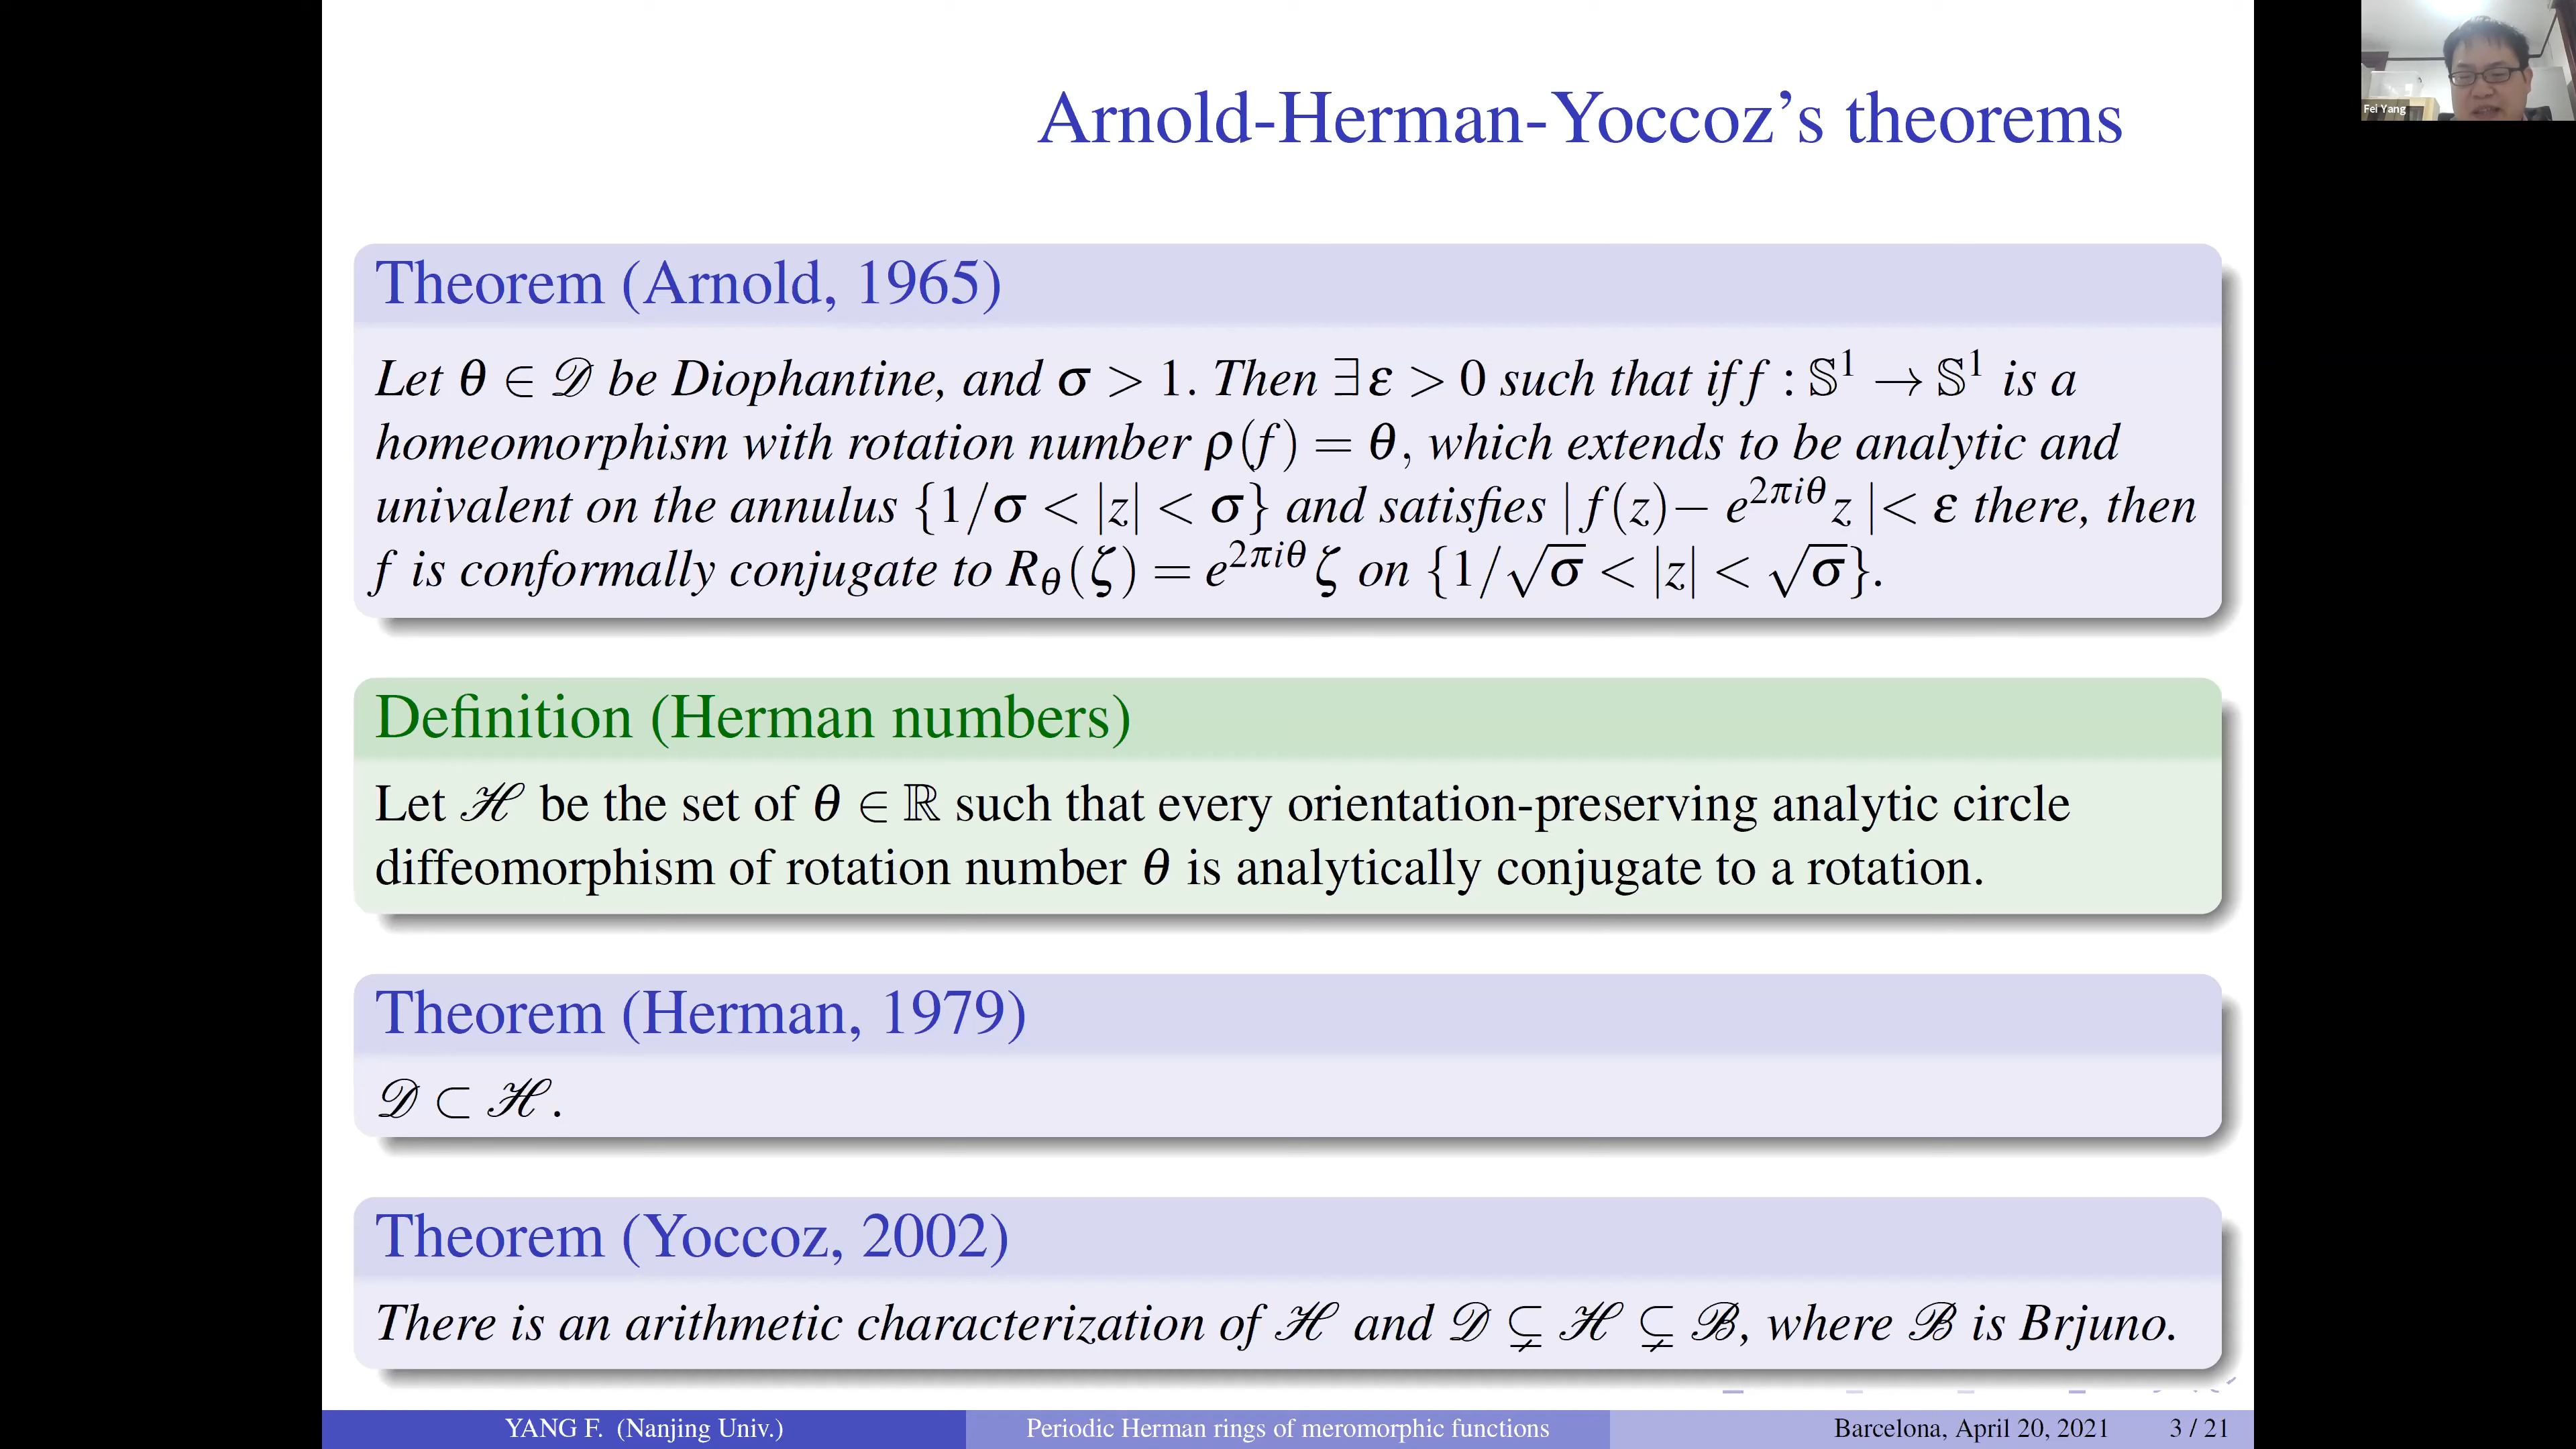 Arnold-Herman-Yoccoz's theorems
Fei Yang
Theorem (Arnold, 1965)
Let θ ∈ 𝒟 be Diophantine, and σ > 1. Then ∃ε > 0 such that if f : 𝕊¹ → 𝕊¹ is a
homeomorphism with rotation number ρ(f) = θ, which extends to be analytic and
univalent on the annulus {1/σ < |z| < σ} and satisfies |f(z)− e^{2πiθ}z|< ε there, then
f is conformally conjugate to R_θ(ζ) = e^{2πiθ}ζ on {1/√σ < |z| < √σ}.
Definition (Herman numbers)
Let ℋ be the set of θ ∈ ℝ such that every orientation-preserving analytic circle
diffeomorphism of rotation number θ is analytically conjugate to a rotation.
Theorem (Herman, 1979)
𝒟 ⊂ ℋ.
Theorem (Yoccoz, 2002)
There is an arithmetic characterization of ℋ and 𝒟 ⊊ ℋ ⊊ ℬ, where ℬ is Brjuno.
YANG F. (Nanjing Univ.) Periodic Herman rings of meromorphic functions Barcelona, April 20, 2021 3 / 21